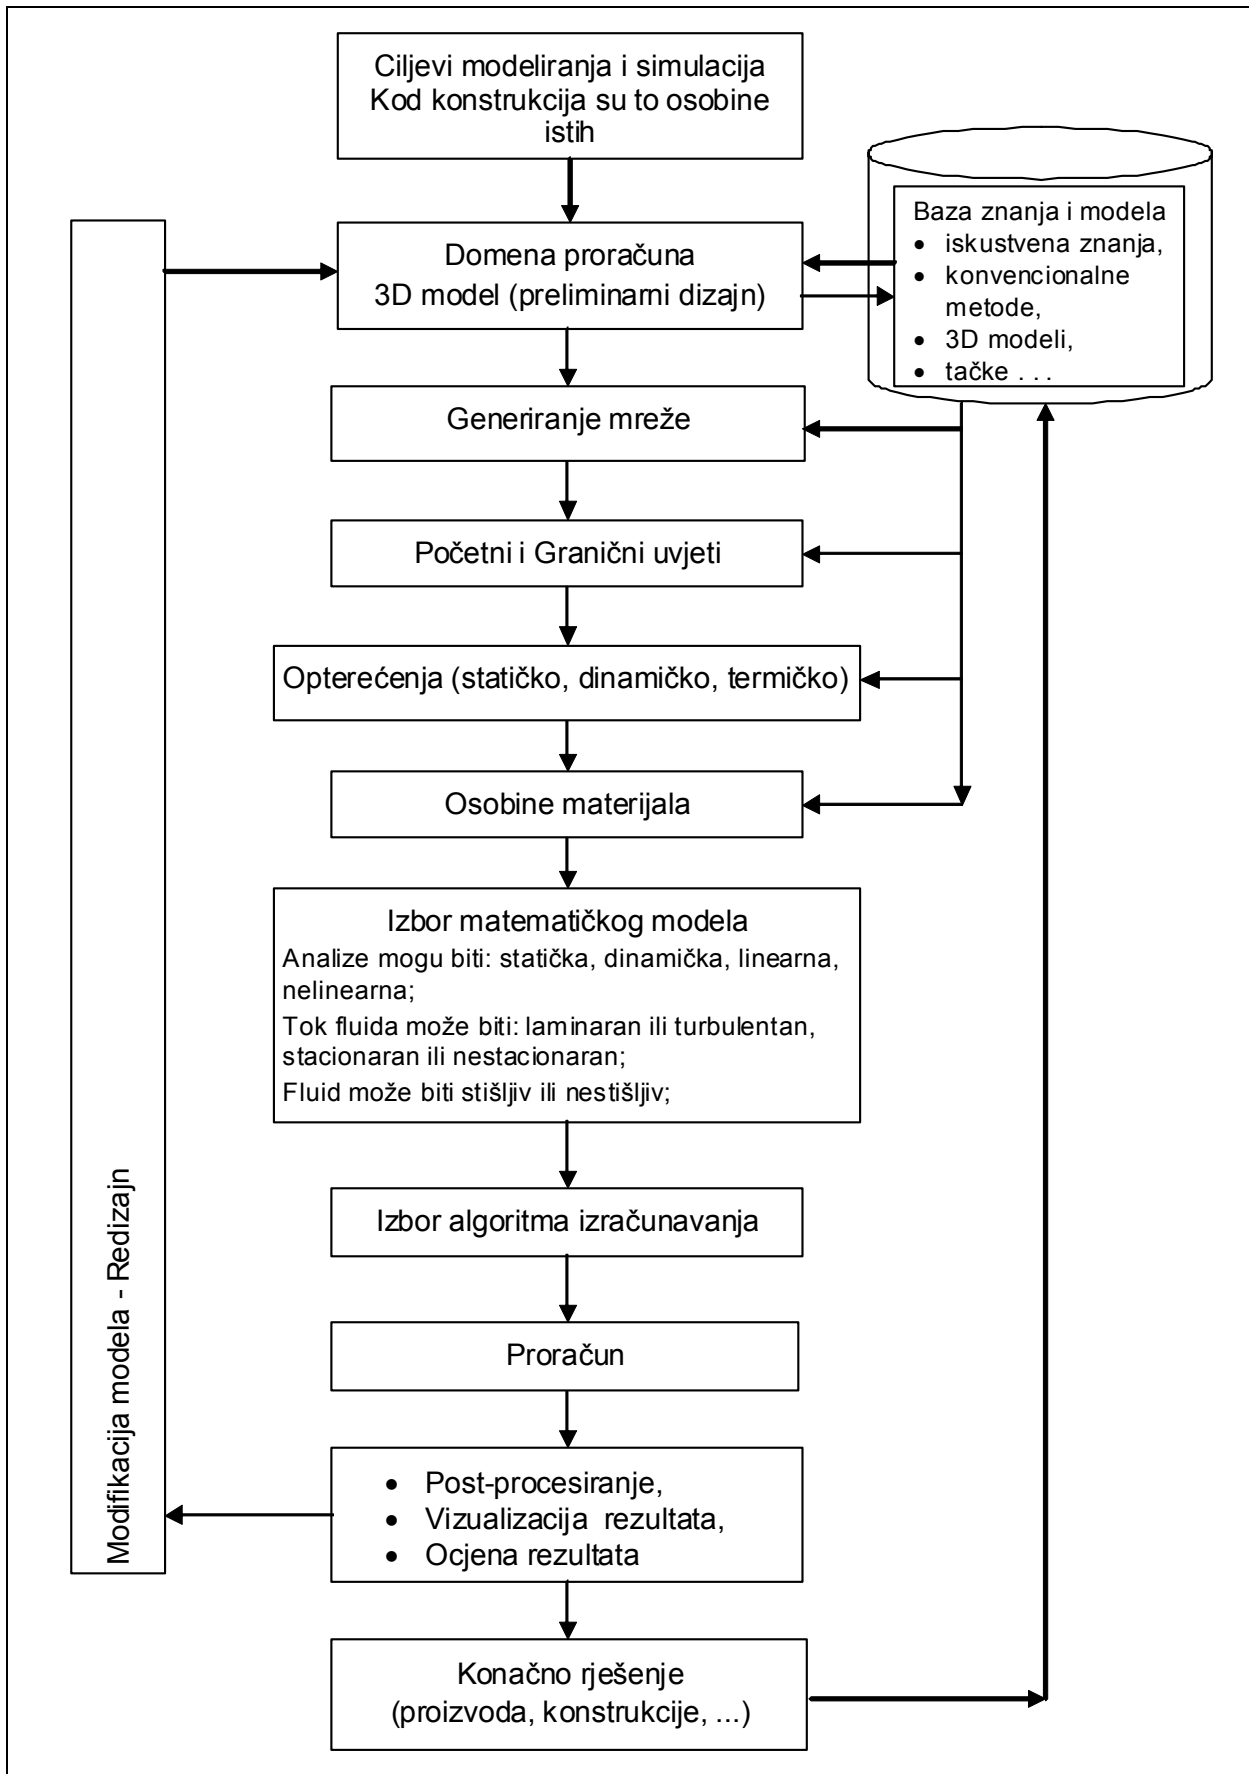 Ciljevi modeliranja i simulacija
Kod konstrukcija su to osobine
istih
Domena proračuna
3D model (preliminarni dizajn)
Baza znanja i modela
• iskustvena znanja,
• konvencionalne
metode,
• 3D modeli,
• tačke . . .
Generiranje mreže
Početni i Granični uvjeti
Opterećenja (statičko, dinamičko, termičko)
Osobine materijala
Izbor matematičkog modela
Analize mogu biti: statička, dinamička, linearna,
nelinearna;
Tok fluida može biti: laminaran ili turbulentan,
stacionaran ili nestacionaran;
Fluid može biti stišljiv ili nestišljiv;
Izbor algoritma izračunavanja
Proračun
• Post-procesiranje,
• Vizualizacija rezultata,
• Ocjena rezultata
Modifikacija modela - Redizajn
Konačno rješenje
(proizvoda, konstrukcije, ...)